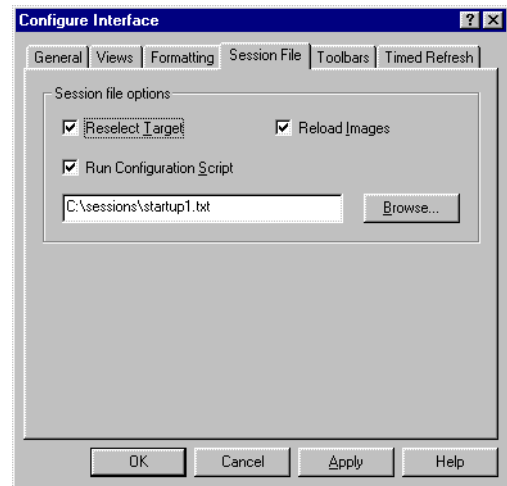 Configure Interface
General Views Formatting Session File Toolbars Timed Refresh
Session file options
Reselect Target Reload Images
Run Configuration Script
C:\sessions\startup1.txt Browse...
OK Cancel Apply Help